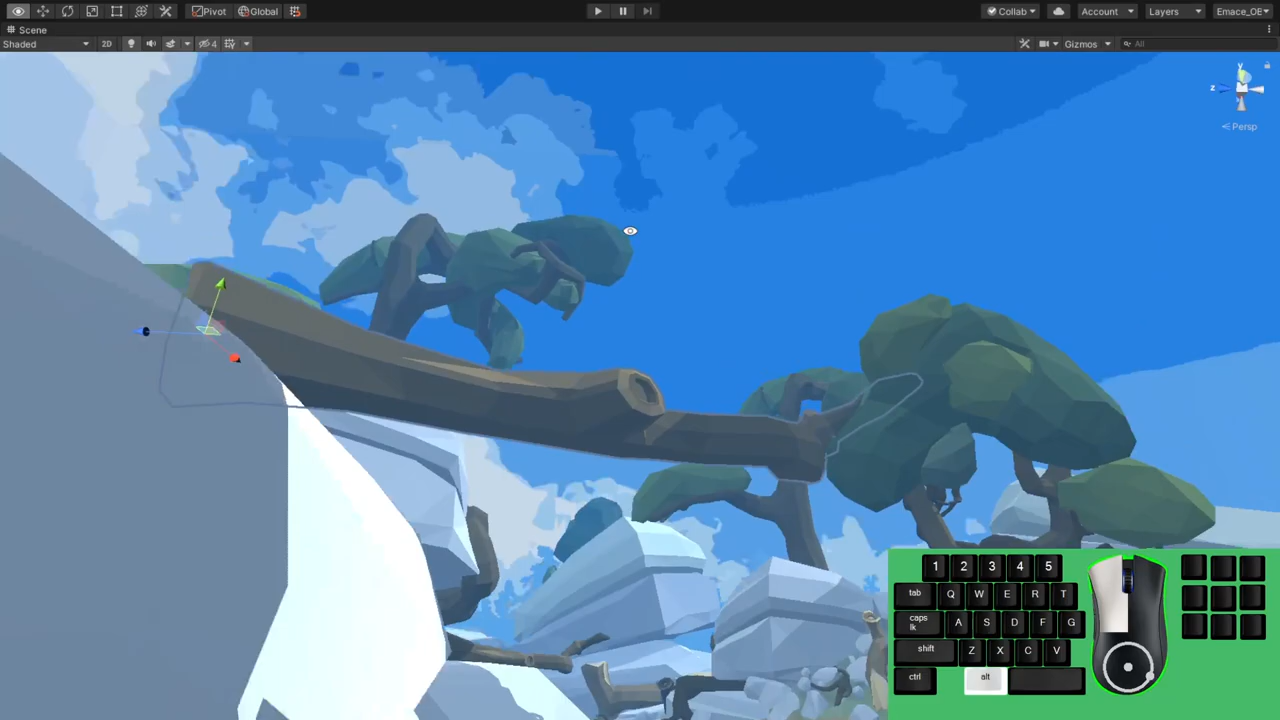 Pivot Global Collab Account Layers Emace_OE
Scene
Shaded 2D 4 Gizmos All
y
z
Persp
1 2 3 4 5
tab Q W E R T
caps lk A S D F G
shift Z X C V
ctrl alt